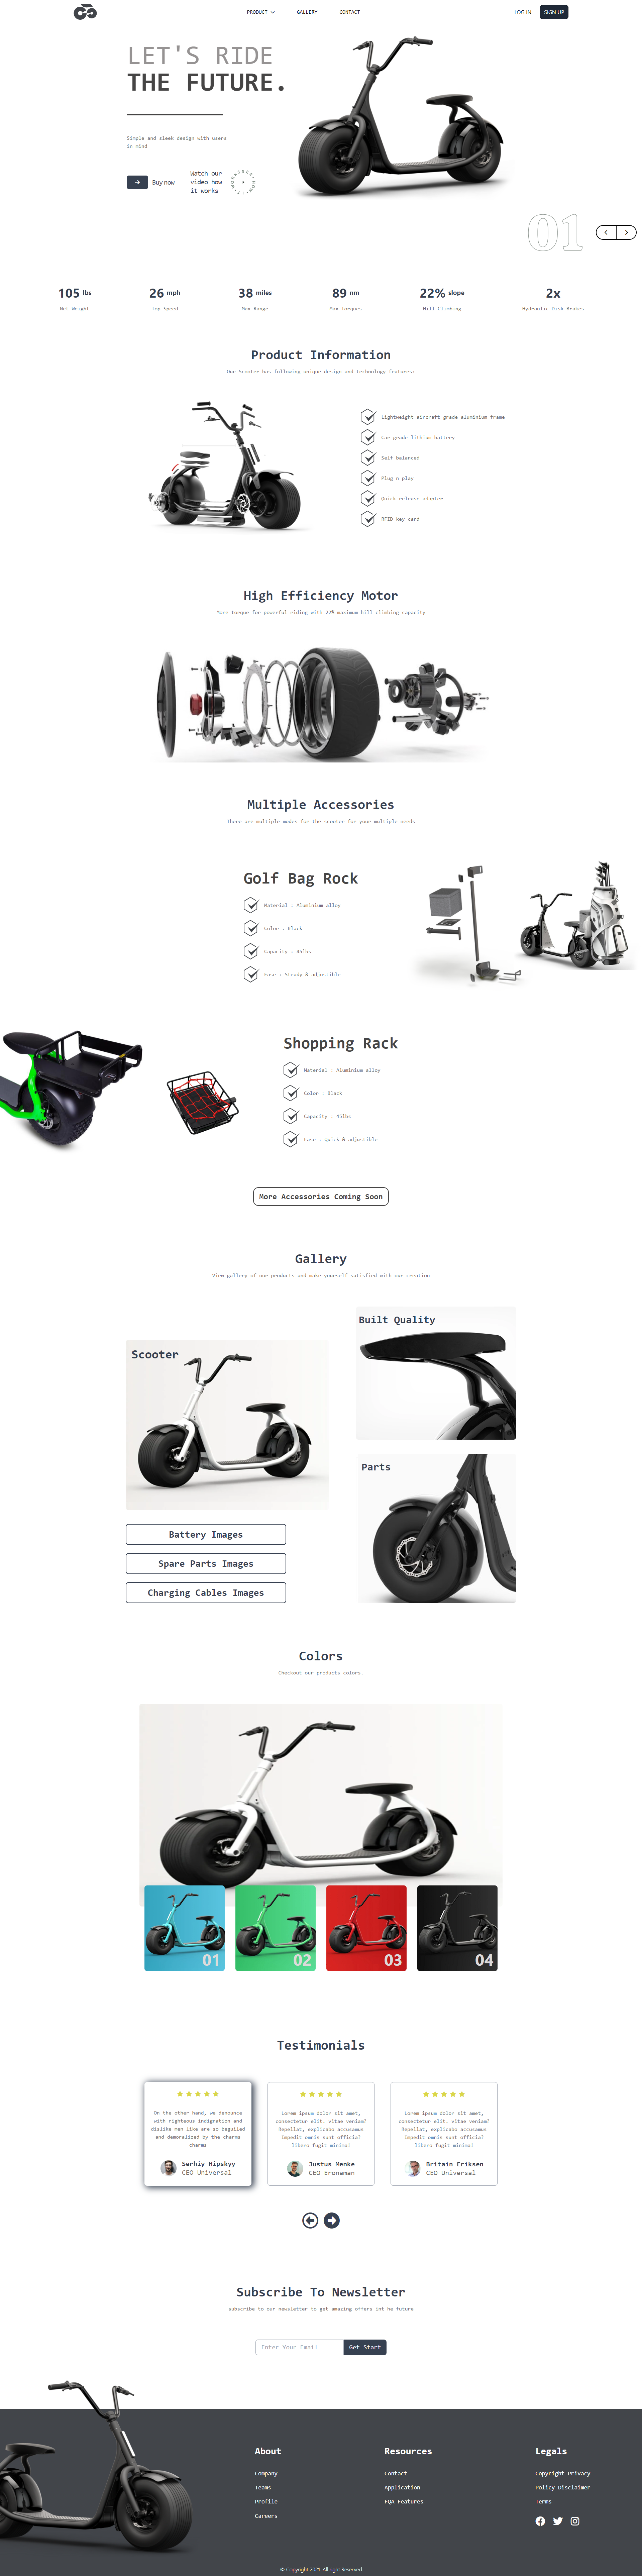 PRODUCT
GALLERY
CONTACT
LOG IN
SIGN UP
LET'S RIDE
THE FUTURE.
Simple and sleek design with users
in mind
Buy now
Watch our
video how
it works
01
105 lbs
Net Weight
26 mph
Top Speed
38 miles
Max Range
89 nm
Max Torques
22% slope
Hill Climbing
2x
Hydraulic Disk Brakes
Product Information
Our Scooter has following unique design and technology features:
Lightweight aircraft grade aluminium frame
Car grade lithium battery
Self-balanced
Plug n play
Quick release adapter
RFID key card
High Efficiency Motor
More torque for powerful riding with 22% maximum hill climbing capacity
Multiple Accessories
There are multiple modes for the scooter for your multiple needs
Golf Bag Rock
Material : Aluminium alloy
Color : Black
Capacity : 45lbs
Ease : Steady & adjustible
Shopping Rack
Material : Aluminium alloy
Color : Black
Capacity : 45lbs
Ease : Quick & adjustible
More Accessories Coming Soon
Gallery
View gallery of our products and make yourself satisfied with our creation
Scooter
Built Quality
Parts
Battery Images
Spare Parts Images
Charging Cables Images
Colors
Checkout our products colors.
01
02
03
04
Testimonials
On the other hand, we denounce
with righteous indignation and
dislike men like are so beguiled
and demoralized by the charms
charms
Serhiy Hipskyy
CEO Universal
Lorem ipsum dolor sit amet,
consectetur elit. vitae veniam?
Repellat, explicabo accusamus
Impedit omnis sunt officia?
libero fugit minima!
Justus Menke
CEO Eronaman
Lorem ipsum dolor sit amet,
consectetur elit. vitae veniam?
Repellat, explicabo accusamus
Impedit omnis sunt officia?
libero fugit minima!
Britain Eriksen
CEO Universal
Subscribe To Newsletter
subscribe to our newsletter to get amazing offers int he future
Enter Your Email
Get Start
About
Company
Teams
Profile
Careers
Resources
Contact
Application
FQA Features
Legals
Copyright Privacy
Policy Disclaimer
Terms
© Copyright 2021. All right Reserved